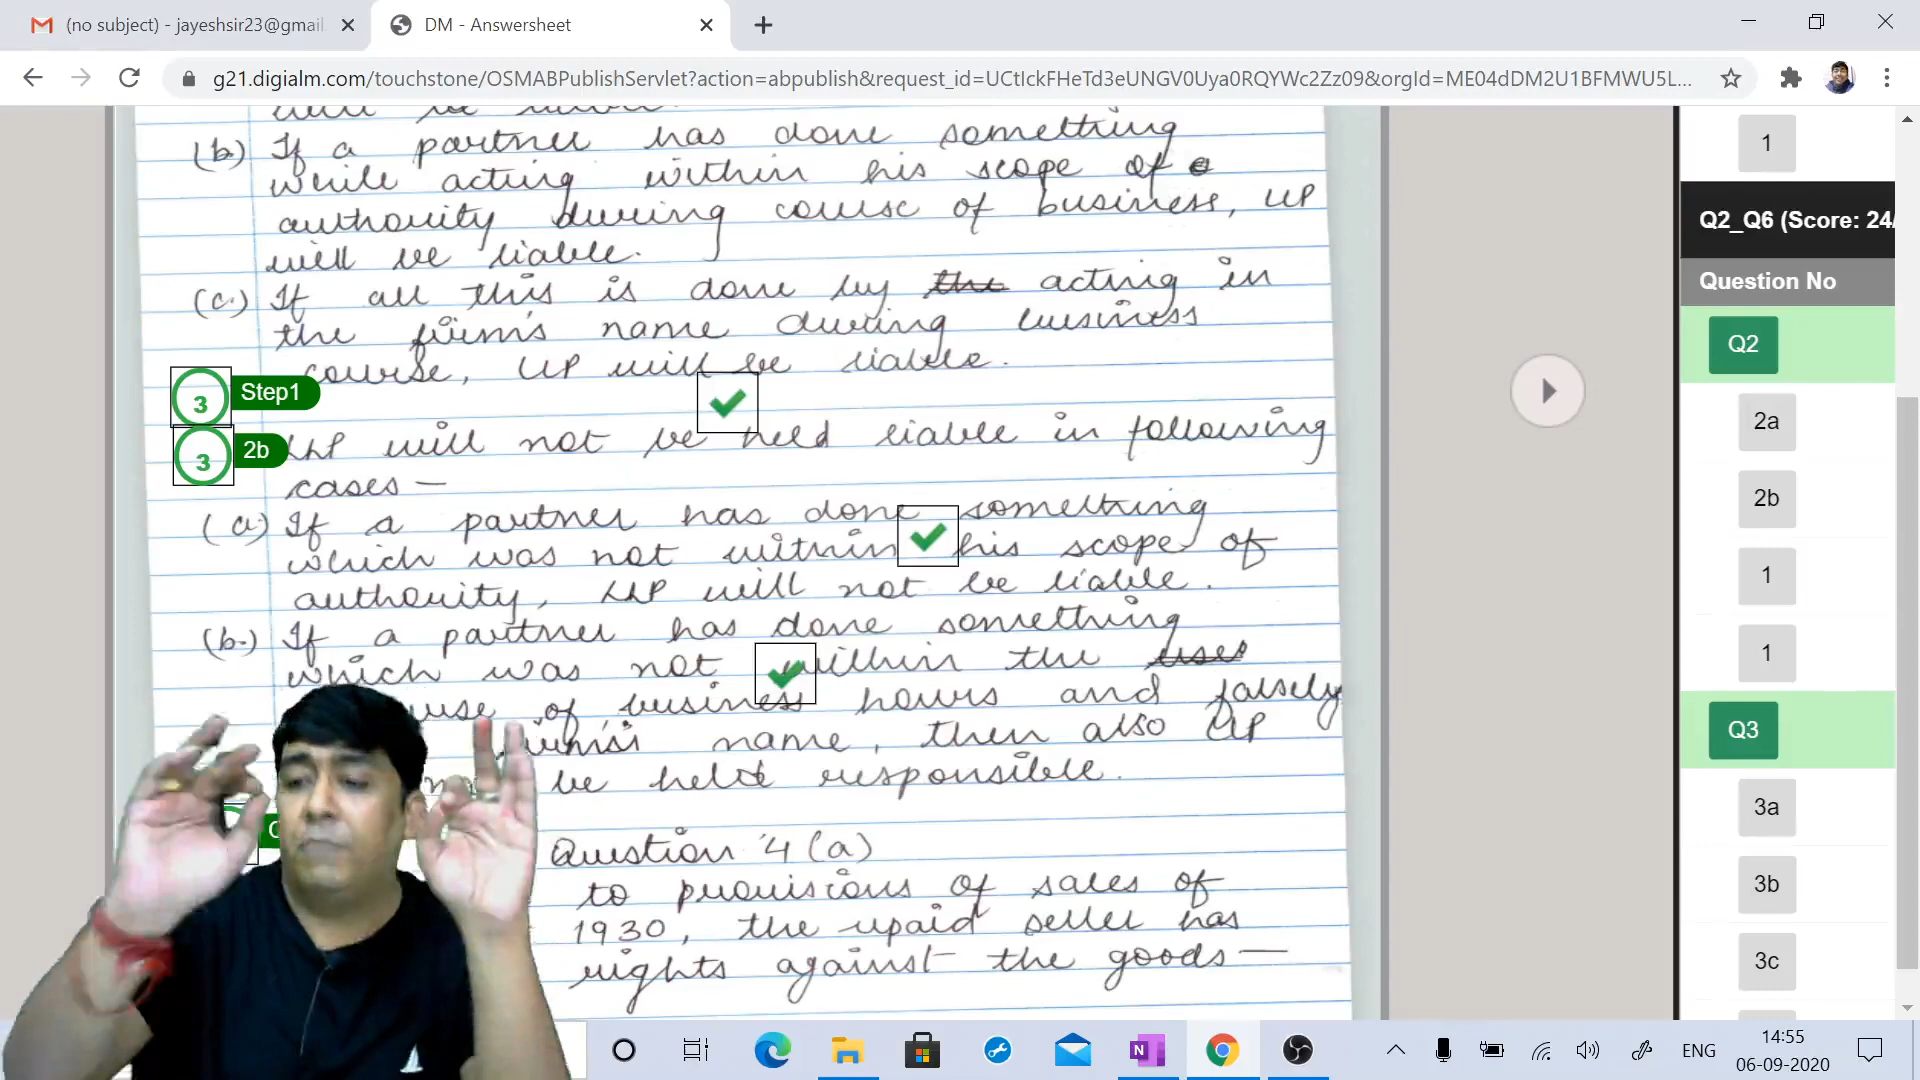 (no subject) - jayeshsir23@gmail.
DM - Answersheet
g21.digialm.com/touchstone/OSMABPublishServlet?action=abpublish&request_id=UCtIckFHeTd3eUNGV0Uya0RQYWc2Zz09&orgId=ME04dDM2U1BFMWU5L...
will be
(b.) If a partner has done something
while acting within his scope of
authority during course of business, LLP
will be liable.
(c.) If all this is done by the acting in
the firm's name during business
course, LLP will be liable.
3 Step1
3 2b
LLP will not be held liable in following
cases —
(a.) If a partner has done something
which was not within his scope of
authority, LLP will not be liable.
(b.) If a partner has done something
which was not within the
of business hours and falsely
name, then also LLP
be held responsible.
Question 4 (a)
to provisions of sales of
1930, the upaid seller has
rights against the goods —
1
Q2_Q6 (Score: 24/
Question No
Q2
2a
2b
1
1
Q3
3a
3b
3c
ENG
14:55
06-09-2020